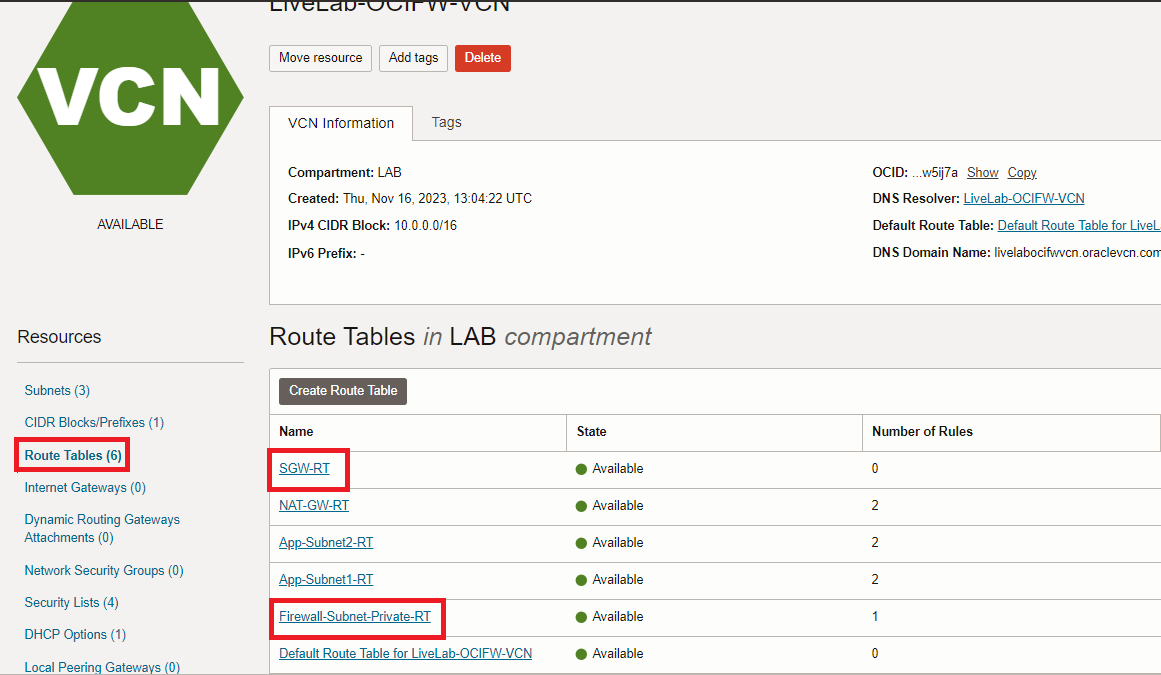 LiveLab-OCIFW-VCN
VCN
Move resource
Add tags
Delete
AVAILABLE
VCN Information
Tags
Compartment: LAB
Created: Thu, Nov 16, 2023, 13:04:22 UTC
IPv4 CIDR Block: 10.0.0.0/16
IPv6 Prefix: -
OCID: ...w5ij7a Show Copy
DNS Resolver: LiveLab-OCIFW-VCN
Default Route Table: Default Route Table for LiveL
DNS Domain Name: livelabocifwvcn.oraclevcn.com
Resources
Subnets (3)
CIDR Blocks/Prefixes (1)
Route Tables (6)
Internet Gateways (0)
Dynamic Routing Gateways
Attachments (0)
Network Security Groups (0)
Security Lists (4)
DHCP Options (1)
Local Peering Gateways (0)
Route Tables in LAB compartment
Create Route Table
Name State Number of Rules
SGW-RT Available 0
NAT-GW-RT Available 2
App-Subnet2-RT Available 2
App-Subnet1-RT Available 2
Firewall-Subnet-Private-RT Available 1
Default Route Table for LiveLab-OCIFW-VCN Available 0